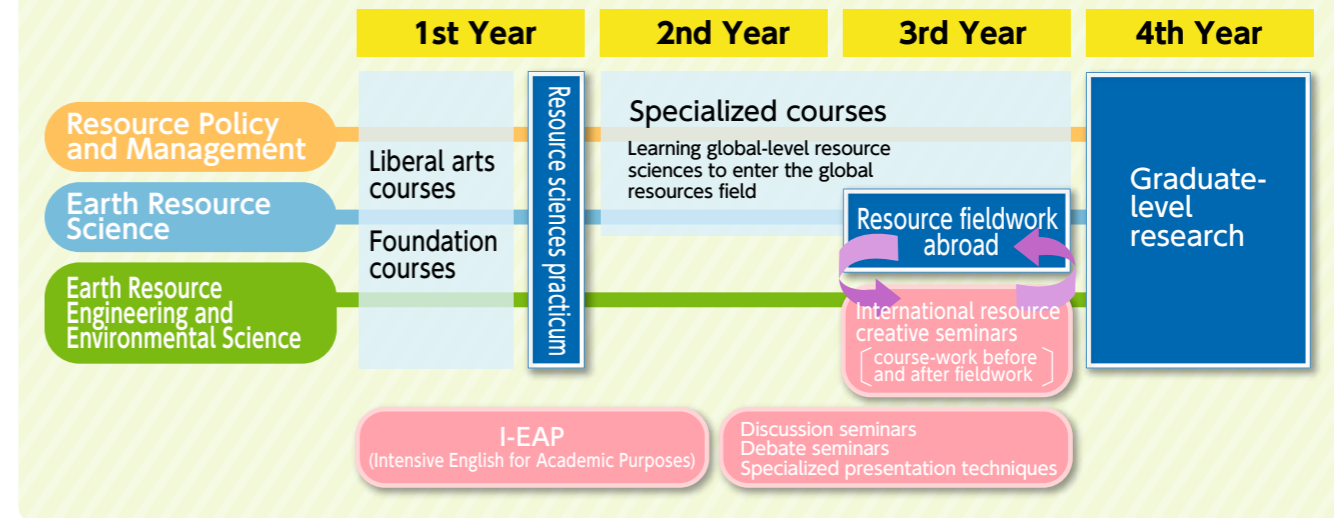 1st Year
2nd Year
3rd Year
4th Year
Resource Policy
and Management
Earth Resource
Science
Earth Resource
Engineering and
Environmental Science
Liberal arts
courses
Foundation
courses
Resource sciences practicum
Specialized courses
Learning global-level resource
sciences to enter the global
resources field
Resource fieldwork
abroad
International resource
creative seminars
[course-work before
and after fieldwork]
Graduate-
level
research
I-EAP
(Intensive English for Academic Purposes)
Discussion seminars
Debate seminars
Specialized presentation techniques